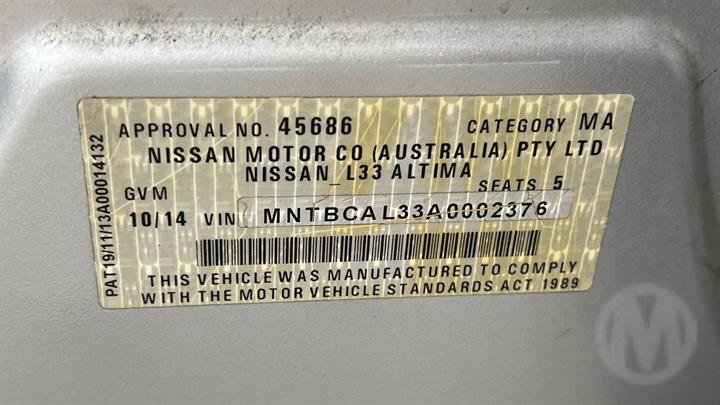 APPROVAL NO. 45686 CATEGORY MA
NISSAN MOTOR CO (AUSTRALIA) PTY LTD
NISSAN L33 ALTIMA
GVM SEATS 5
10/14 VIN MNTBCAL33A0002376
THIS VEHICLE WAS MANUFACTURED TO COMPLY
WITH THE MOTOR VEHICLE STANDARDS ACT 1989
PAT19/11/13A00014132
M